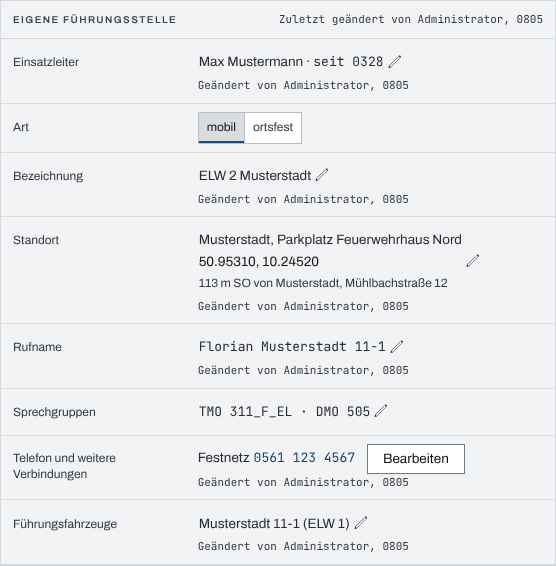 EIGENE FÜHRUNGSSTELLE Zuletzt geändert von Administrator, 0805
Einsatzleiter Max Mustermann · seit 0328
Geändert von Administrator, 0805
Art mobil ortsfest
Bezeichnung ELW 2 Musterstadt
Geändert von Administrator, 0805
Standort Musterstadt, Parkplatz Feuerwehrhaus Nord
50.95310, 10.24520
113 m SO von Musterstadt, Mühlbachstraße 12
Geändert von Administrator, 0805
Rufname Florian Musterstadt 11-1
Geändert von Administrator, 0805
Sprechgruppen TMO 311_F_EL · DMO 505
Telefon und weitere Verbindungen Festnetz 0561 123 4567 Bearbeiten
Geändert von Administrator, 0805
Führungsfahrzeuge Musterstadt 11-1 (ELW 1)
Geändert von Administrator, 0805